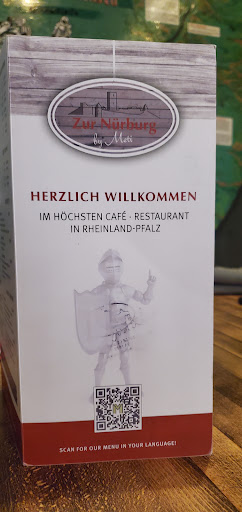 Zur Nürburg
by Meti
HERZLICH WILLKOMMEN
IM HÖCHSTEN CAFÉ · RESTAURANT
IN RHEINLAND-PFALZ
SCAN FOR OUR MENU IN YOUR LANGUAGE!